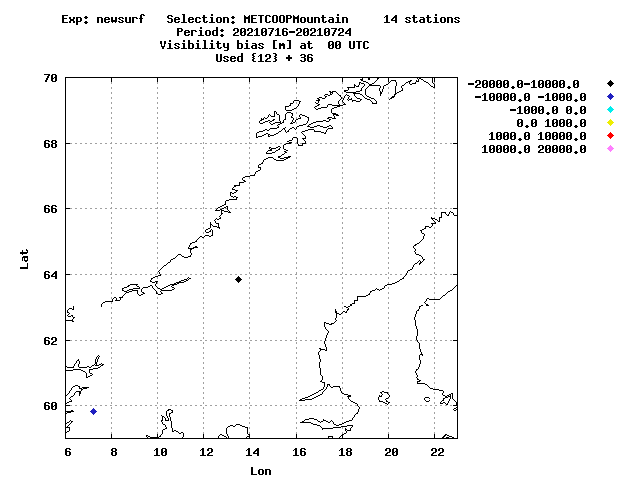 Exp: newsurf   Selection: METCOOPMountain     14 stations
Period: 20210716-20210724
Visibility bias [m] at  00 UTC
Used {12} + 36
70
68
66
64
62
60
Lat
6 8 10 12 14 16 18 20 22
Lon
-20000.0-10000.0
-10000.0 -1000.0
-1000.0 0.0
0.0 1000.0
1000.0 10000.0
10000.0 20000.0